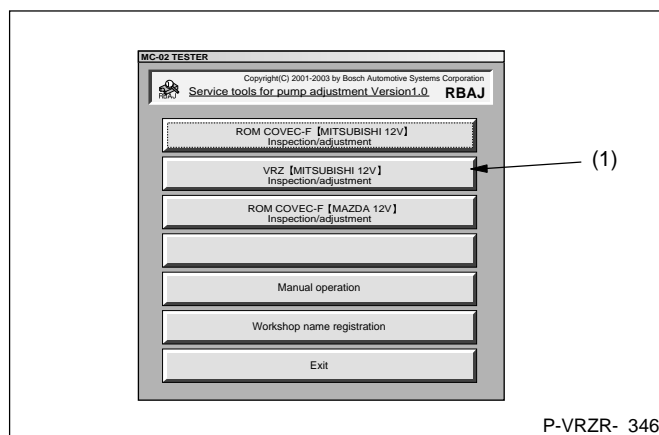 MC-02 TESTER
Copyright(C) 2001-2003 by Bosch Automotive Systems Corporation
RBAJ Service tools for pump adjustment Version1.0 RBAJ
ROM COVEC-F【MITSUBISHI 12V】
Inspection/adjustment
VRZ【MITSUBISHI 12V】
Inspection/adjustment
(1)
ROM COVEC-F【MAZDA 12V】
Inspection/adjustment
Manual operation
Workshop name registration
Exit
P-VRZR- 346